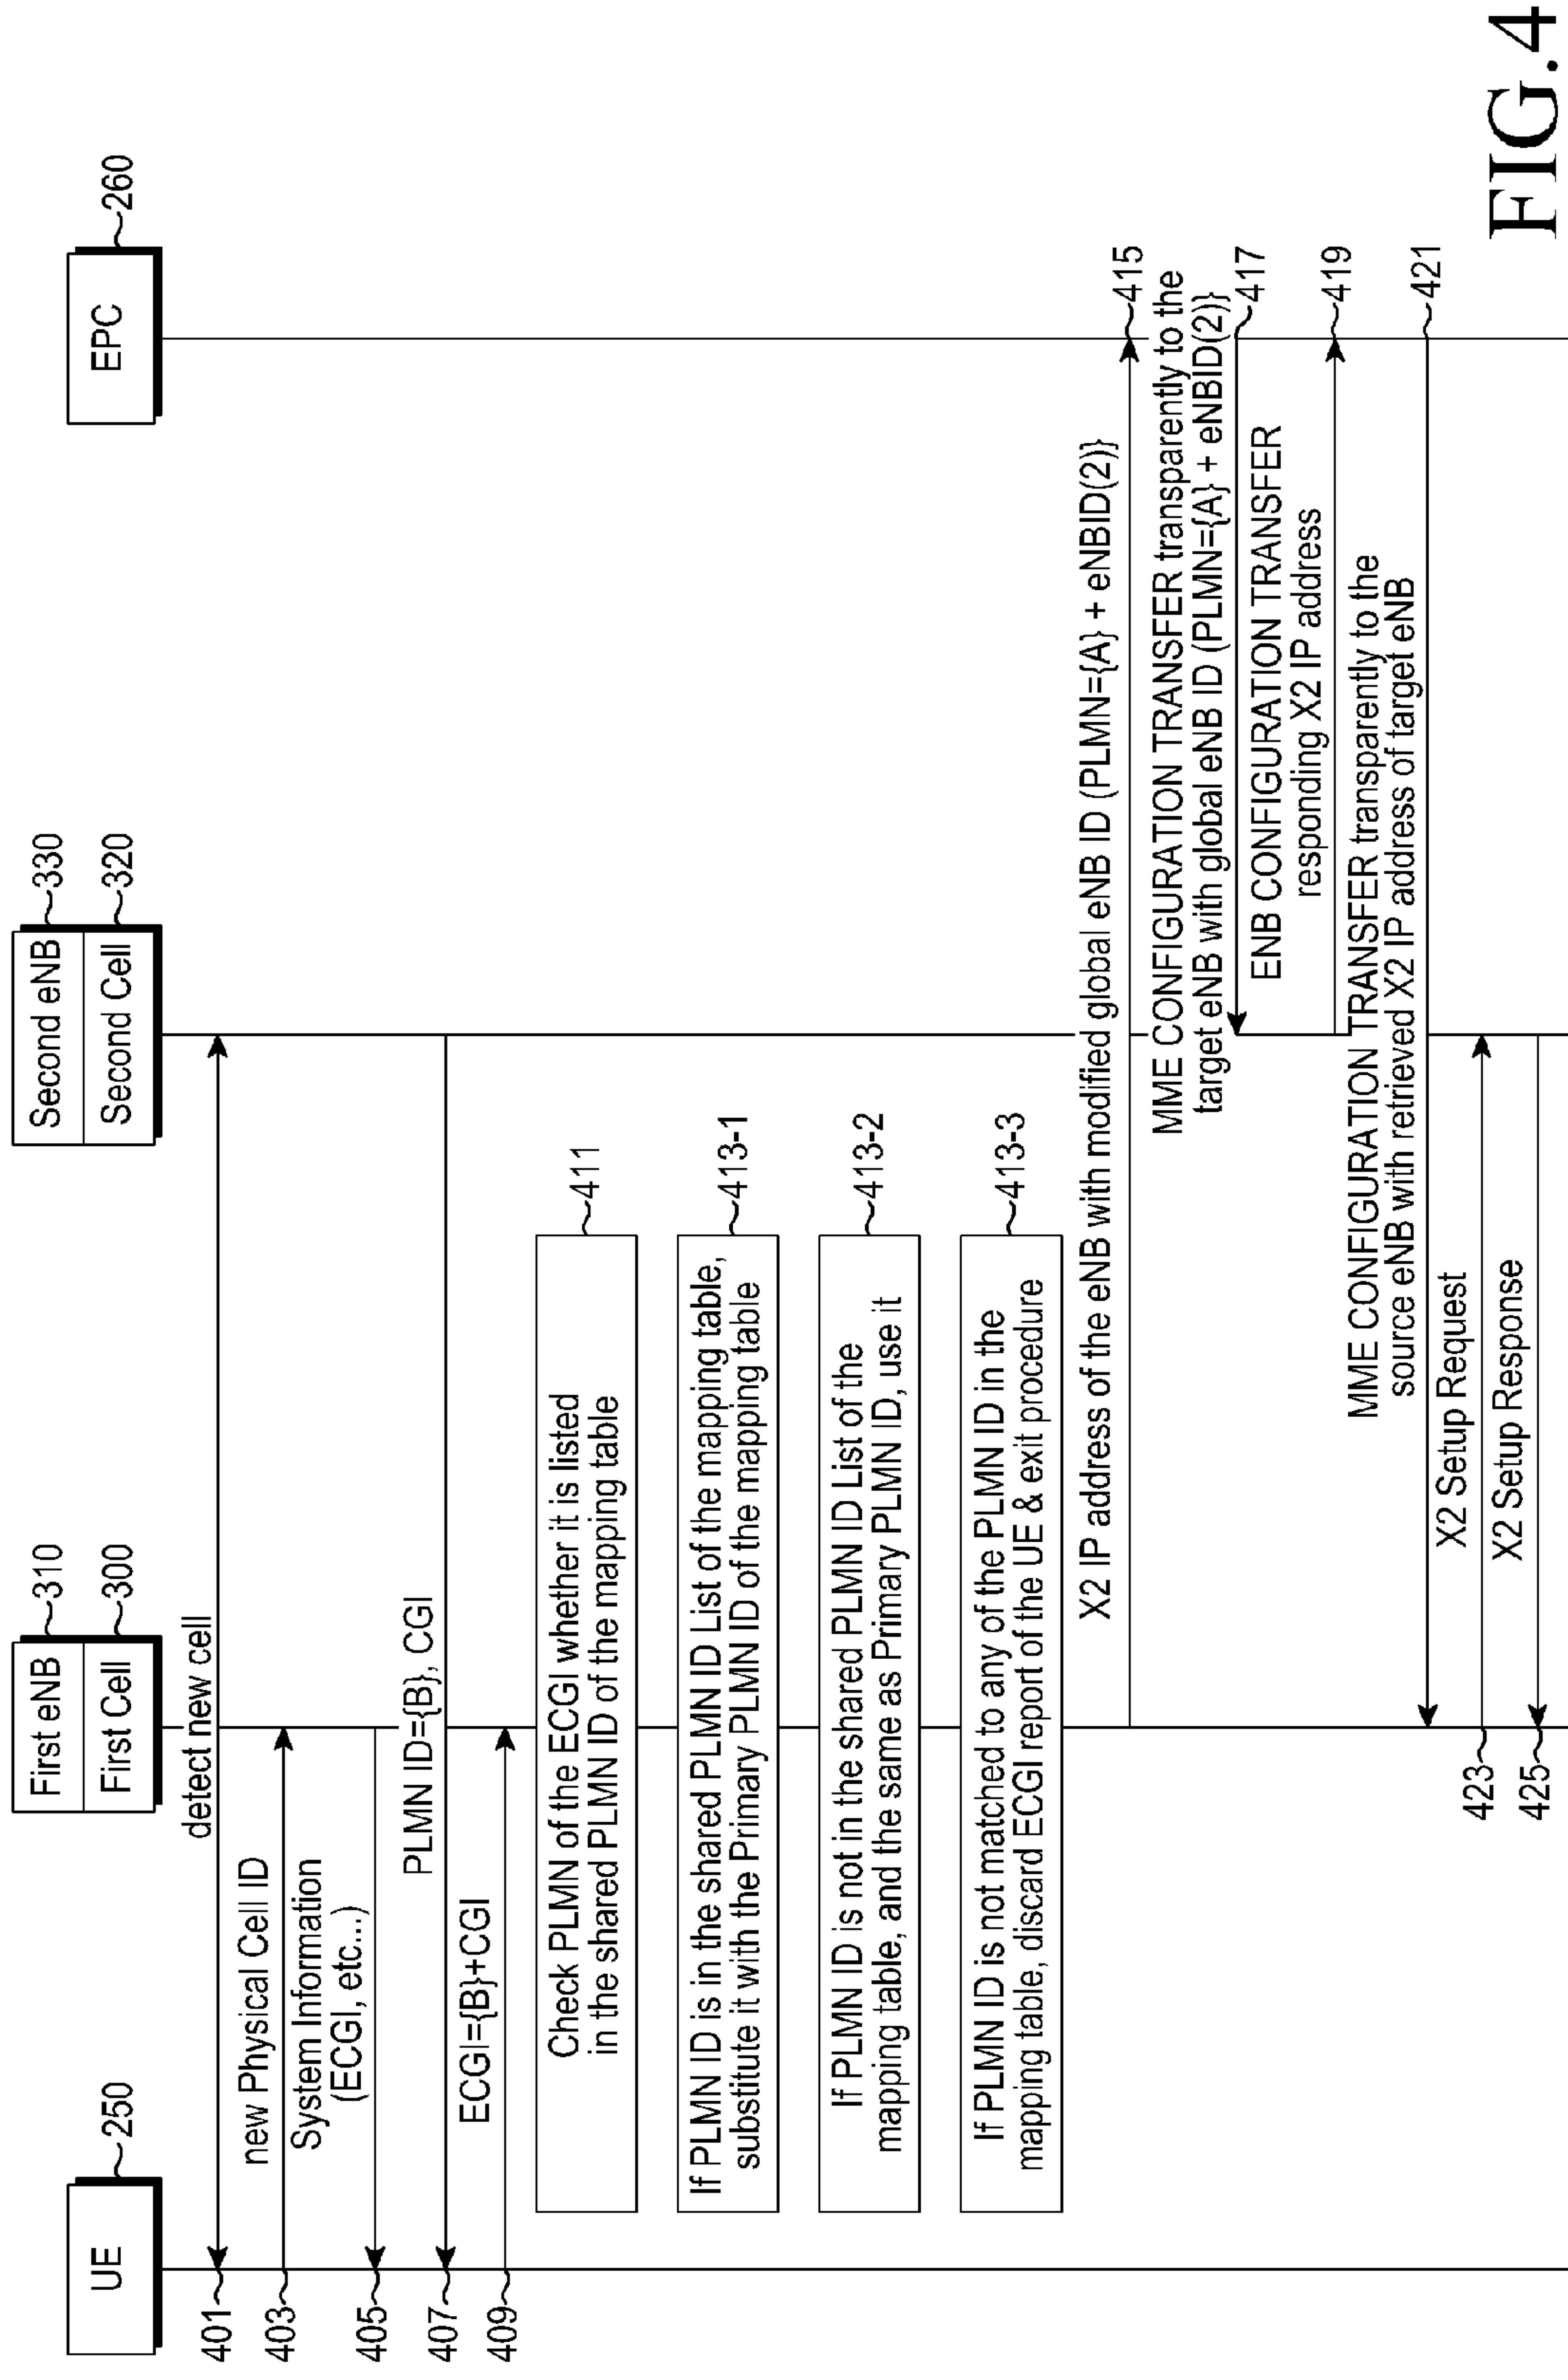 UE
250
First eNB
310
First Cell
300
Second eNB
330
Second Cell
320
EPC
260
401
detect new cell
403
new Physical Cell ID
405
System Information
(ECGI, etc...)
407
PLMN ID={B}, CGI
409
ECGI={B}+CGI
Check PLMN of the ECGI whether it is listed
in the shared PLMN ID of the mapping table
411
If PLMN ID is in the shared PLMN ID List of the mapping table,
substitute it with the Primary PLMN ID of the mapping table
413-1
If PLMN ID is not in the shared PLMN ID List of the
mapping table, and the same as Primary PLMN ID, use it
413-2
If PLMN ID is not matched to any of the PLMN ID in the
mapping table, discard ECGI report of the UE & exit procedure
413-3
X2 IP address of the eNB with modified global eNB ID (PLMN={A} + eNBID(2)}
415
MME CONFIGURATION TRANSFER transparently to the
target eNB with global eNB ID (PLMN={A} + eNBID(2)}
417
ENB CONFIGURATION TRANSFER
responding X2 IP address
419
MME CONFIGURATION TRANSFER transparently to the
source eNB with retrieved X2 IP address of target eNB
421
X2 Setup Request
423
X2 Setup Response
425
FIG.4